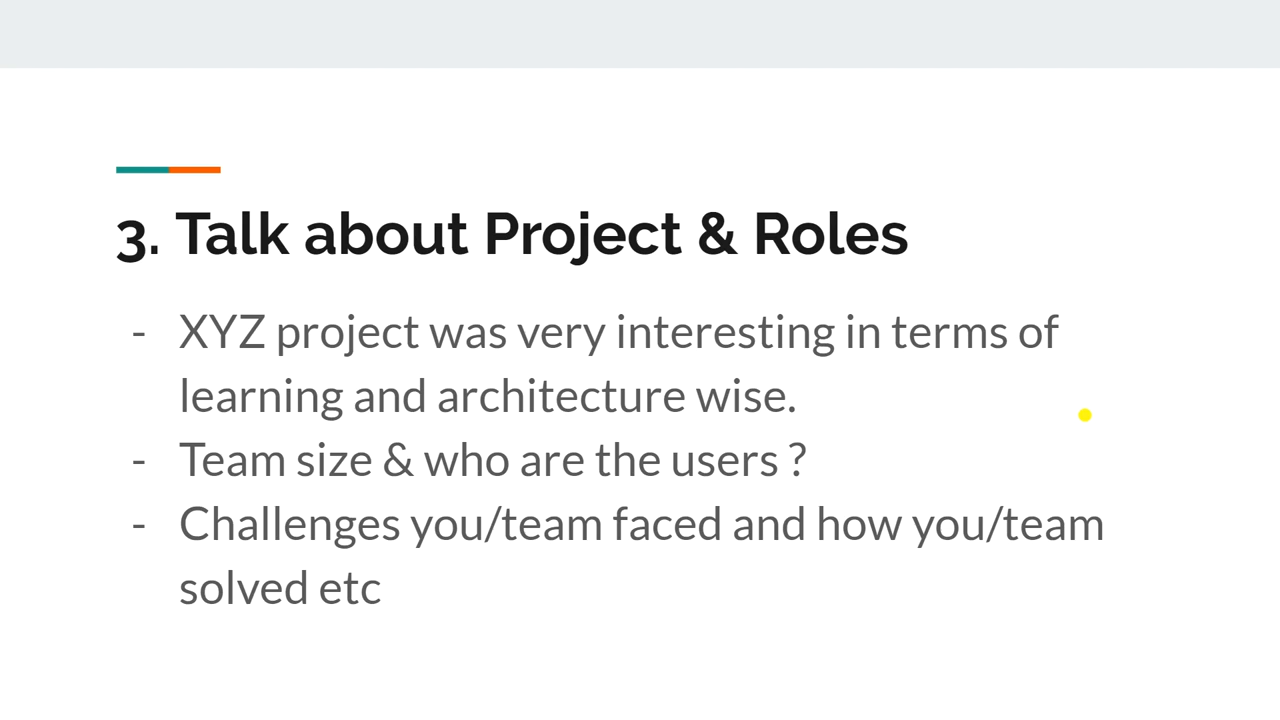 3. Talk about Project & Roles
- XYZ project was very interesting in terms of
learning and architecture wise.
- Team size & who are the users ?
- Challenges you/team faced and how you/team
solved etc